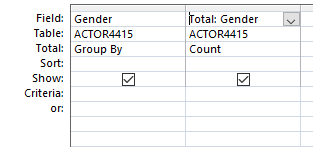 Field: Gender Total: Gender
Table: ACTOR4415 ACTOR4415
Total: Group By Count
Sort:
Show:
Criteria:
or: